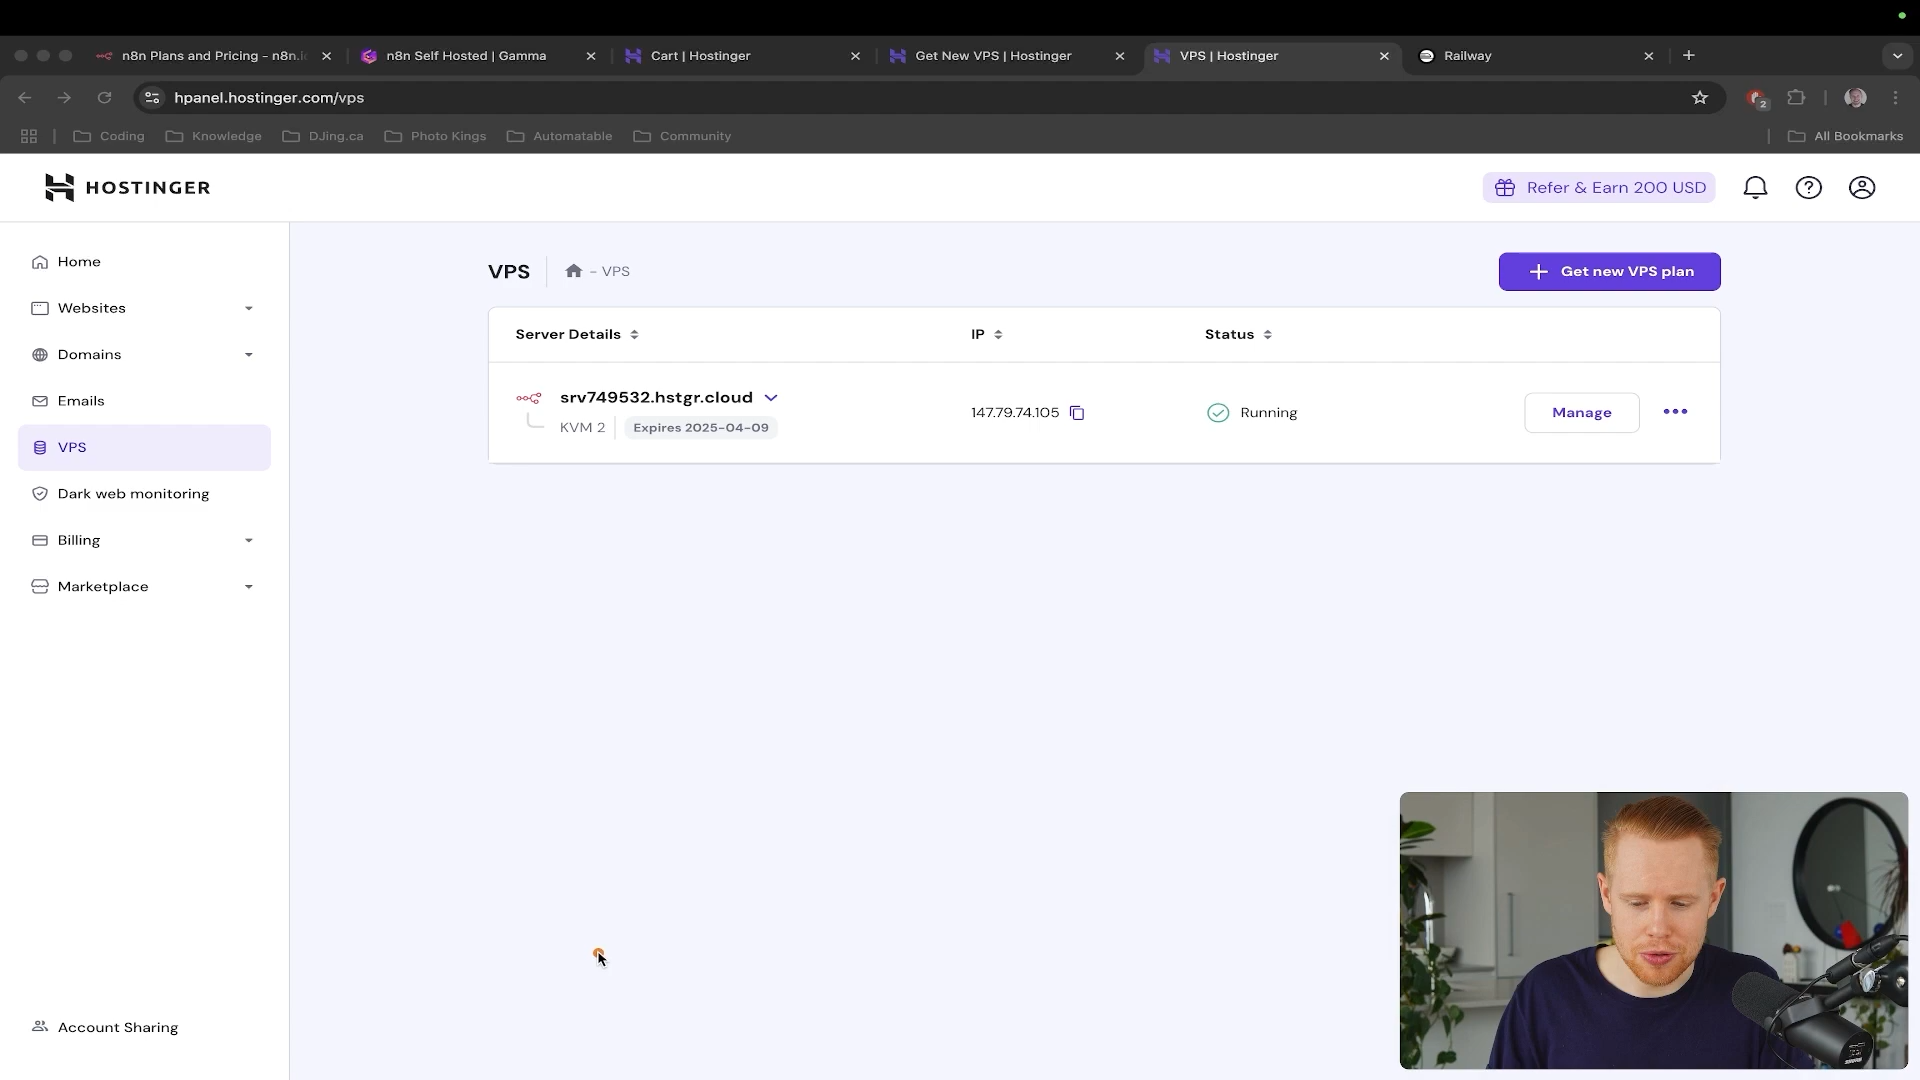 n8n Plans and Pricing - n8n.i
n8n Self Hosted | Gamma
Cart | Hostinger
Get New VPS | Hostinger
VPS | Hostinger
Railway
hpanel.hostinger.com/vps
2
Coding
Knowledge
DJing.ca
Photo Kings
Automatable
Community
All Bookmarks
HOSTINGER
Refer & Earn 200 USD
Home
Websites
Domains
Emails
VPS
Dark web monitoring
Billing
Marketplace
Account Sharing
VPS
- VPS
Get new VPS plan
Server Details
IP
Status
srv749532.hstgr.cloud
KVM 2
Expires 2025-04-09
147.79.74.105
Running
Manage